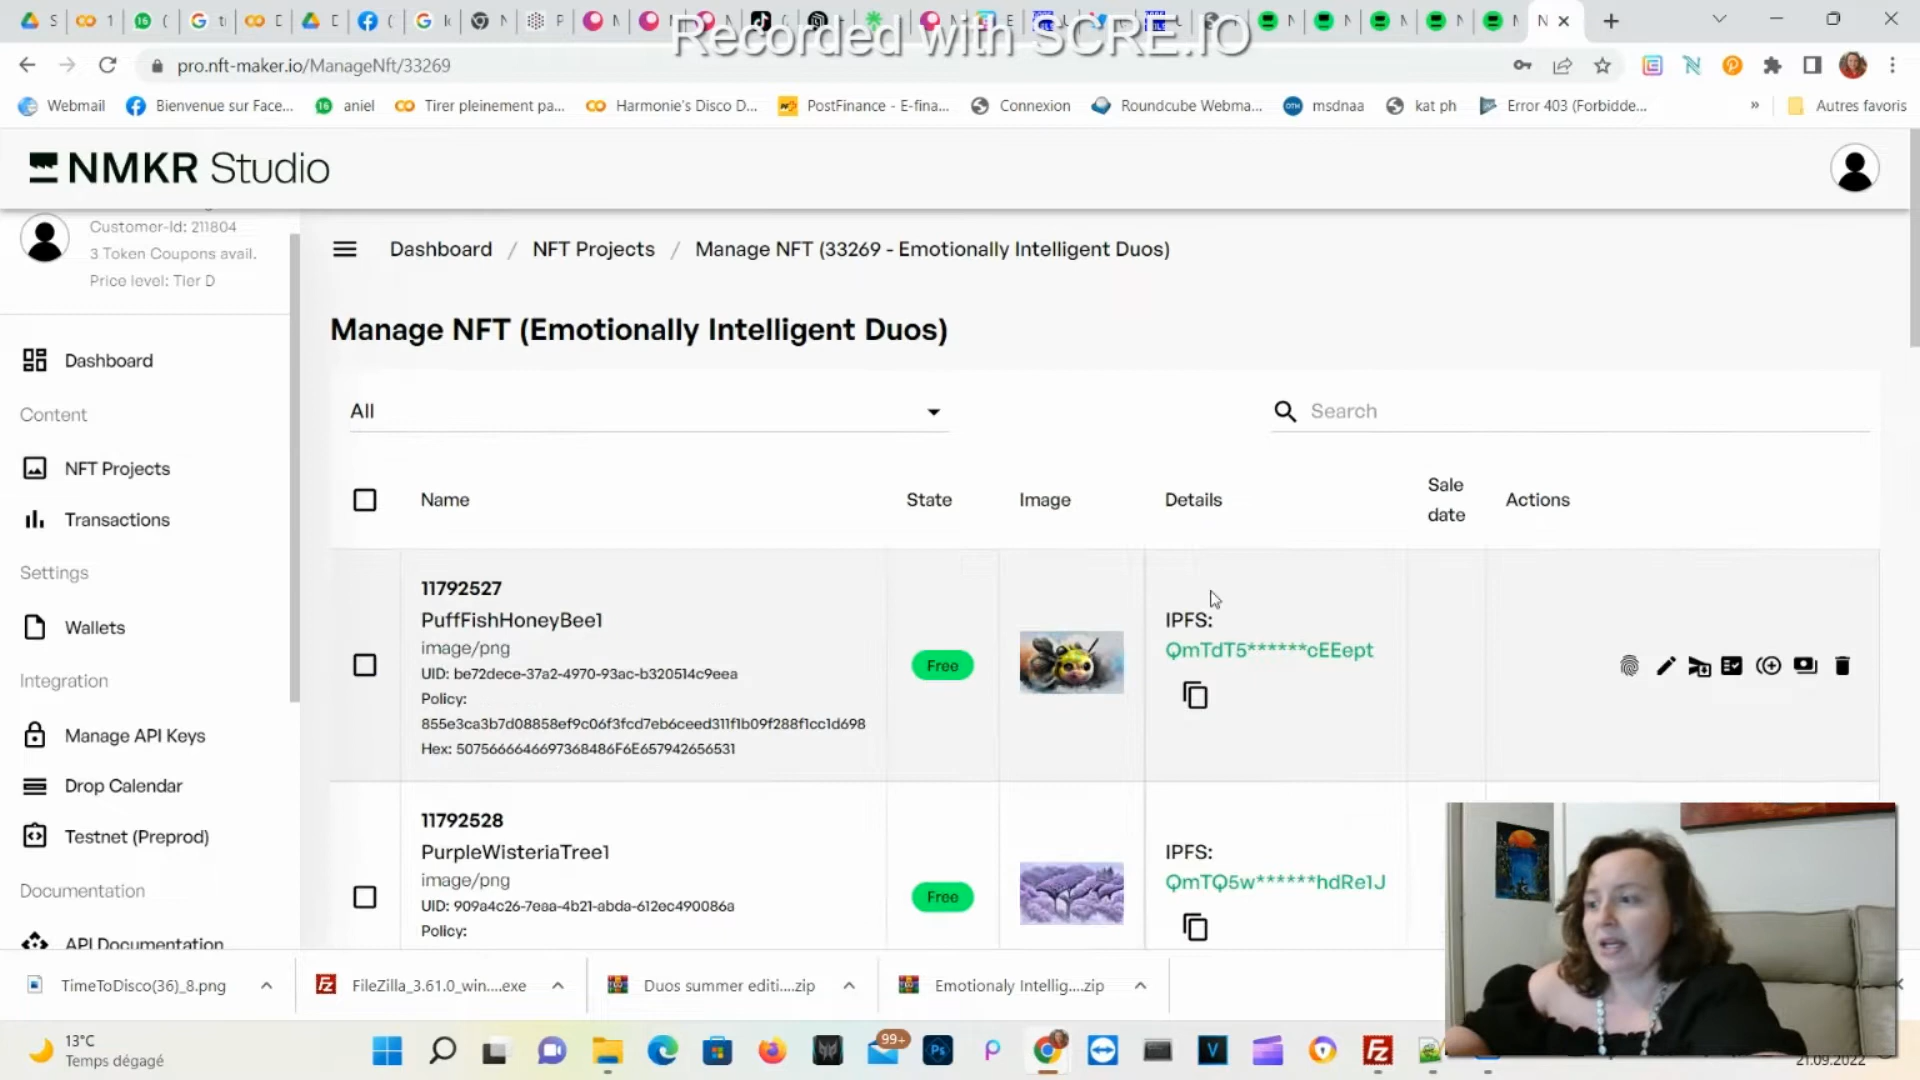 Recorded with SCRE.IO
pro.nft-maker.io/ManageNft/33269
Webmail
Bienvenue sur Face...
aniel
Tirer pleinement pa...
Harmonie's Disco D...
PostFinance - E-fina...
Connexion
Roundcube Webma...
msdnaa
kat ph
Error 403 (Forbidde...
»
Autres favoris
NMKR Studio
Customer-Id: 211804
3 Token Coupons avail.
Price level: Tier D
Dashboard / NFT Projects / Manage NFT (33269 - Emotionally Intelligent Duos)
Manage NFT (Emotionally Intelligent Duos)
Dashboard
Content
NFT Projects
Transactions
Settings
Wallets
Integration
Manage API Keys
Drop Calendar
Testnet (Preprod)
Documentation
API Documentation
All
Search
Name
State
Image
Details
Sale date
Actions
11792527
PuffFishHoneyBee1
image/png
UID: be72dece-37a2-4970-93ac-b320514c9eea
Policy:
855e3ca3b7d08858ef9c06f3fcd7eb6ceed311f1b09f288f1cc1d698
Hex: 5075666646697368486F6E657942656531
Free
IPFS:
QmTdT5******cEEept
11792528
PurpleWisteriaTree1
image/png
UID: 909a4c26-7eaa-4b21-abda-612ec490086a
Policy:
Free
IPFS:
QmTQ5w******hdRe1J
TimeToDisco(36)_8.png
FileZilla_3.61.0_win....exe
Duos summer editi....zip
Emotionaly Intellig....zip
13°C
Temps dégagé
99+
21.09.2022